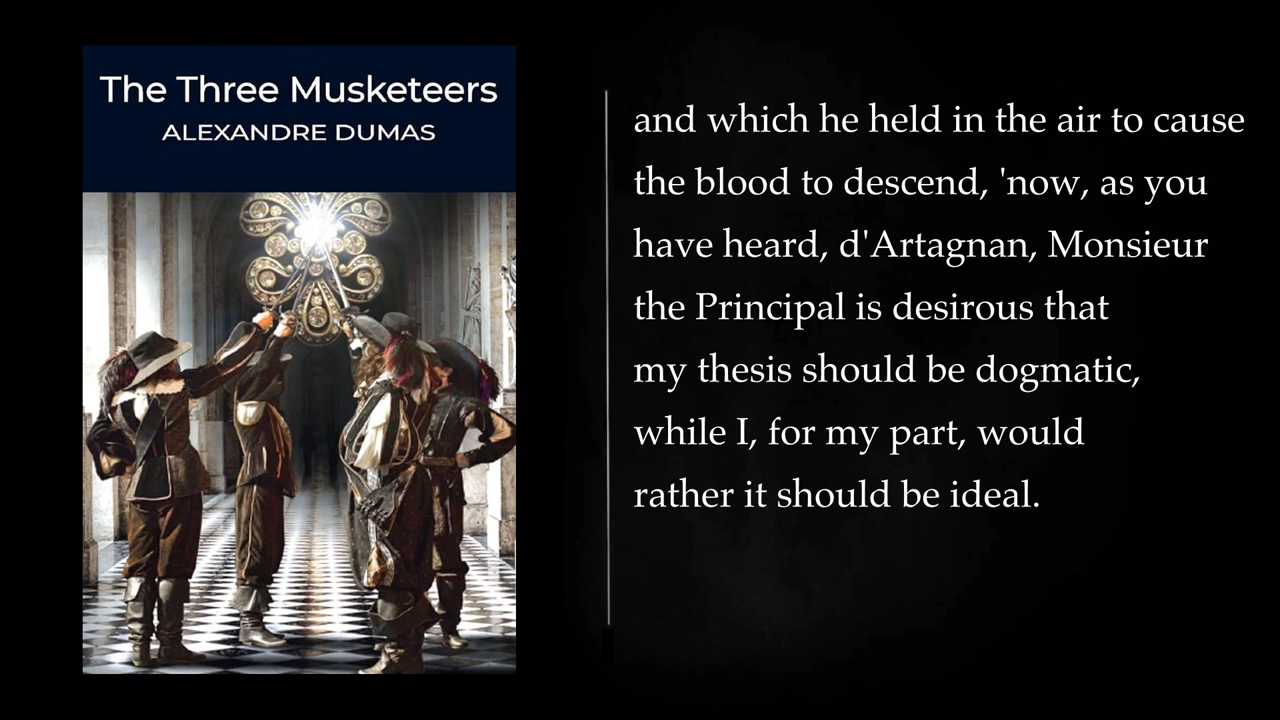 The Three Musketeers
ALEXANDRE DUMAS
and which he held in the air to cause
the blood to descend, 'now, as you
have heard, d'Artagnan, Monsieur
the Principal is desirous that
my thesis should be dogmatic,
while I, for my part, would
rather it should be ideal.